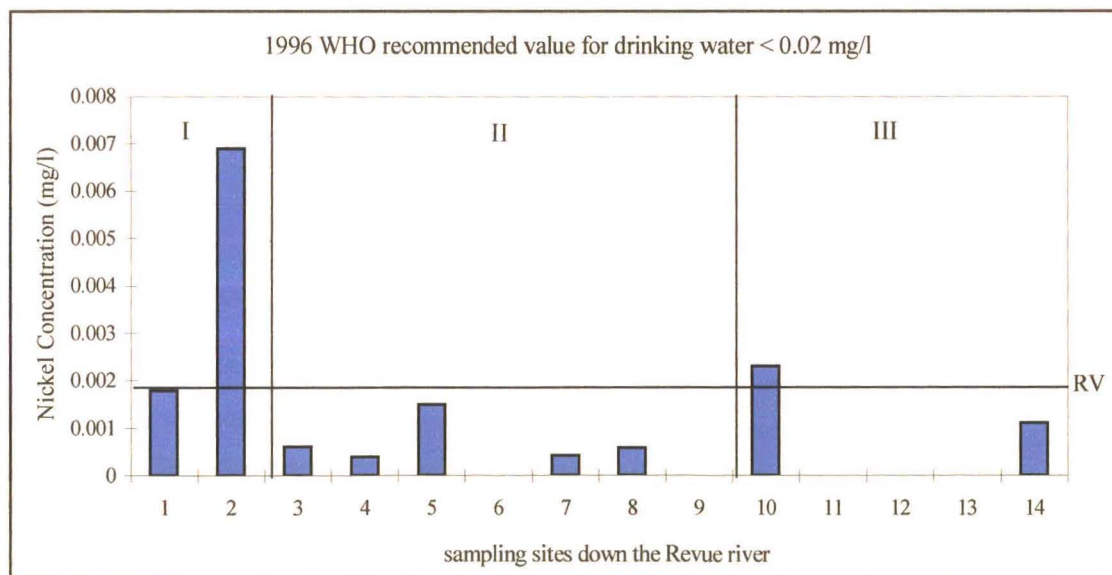 1996 WHO recommended value for drinking water < 0.02 mg/l
Nickel Concentration (mg/l)
0.008
0.007
0.006
0.005
0.004
0.003
0.002
0.001
0
I
II
III
RV
1 2 3 4 5 6 7 8 9 10 11 12 13 14
sampling sites down the Revue river